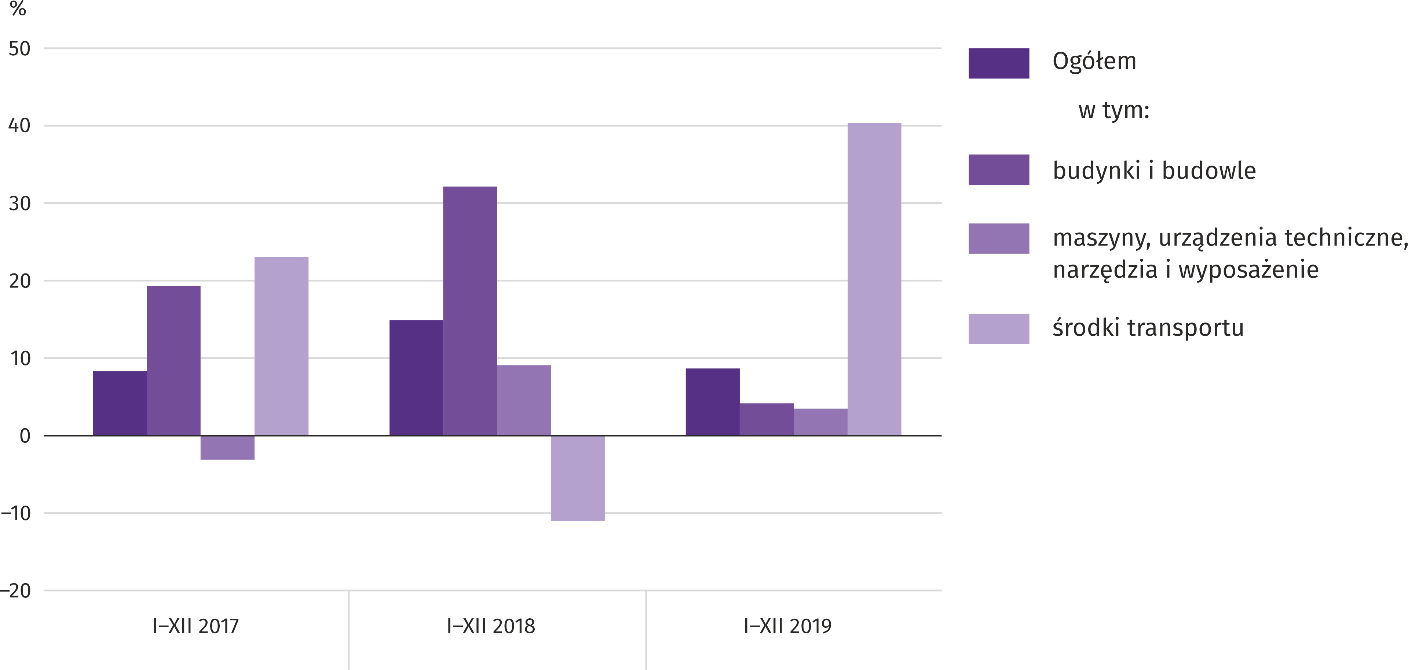 %
50
40
30
20
10
0
–10
–20
I–XII 2017
I–XII 2018
I–XII 2019
Ogółem
w tym:
budynki i budowle
maszyny, urządzenia techniczne,
narzędzia i wyposażenie
środki transportu